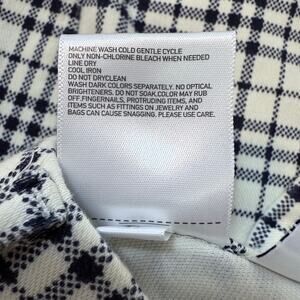 MACHINE WASH COLD GENTLE CYCLE
ONLY NON-CHLORINE BLEACH WHEN NEEDED
LINE DRY
COOL IRON
DO NOT DRYCLEAN
WASH DARK COLORS SEPARATELY. NO OPTICAL
BRIGHTENERS. DO NOT SOAK.COLOR MAY RUB
OFF.FINGERNAILS, PROTRUDING ITEMS, AND
ITEMS SUCH AS FITTINGS ON JEWELRY AND
BAGS CAN CAUSE SNAGGING. PLEASE USE CARE.